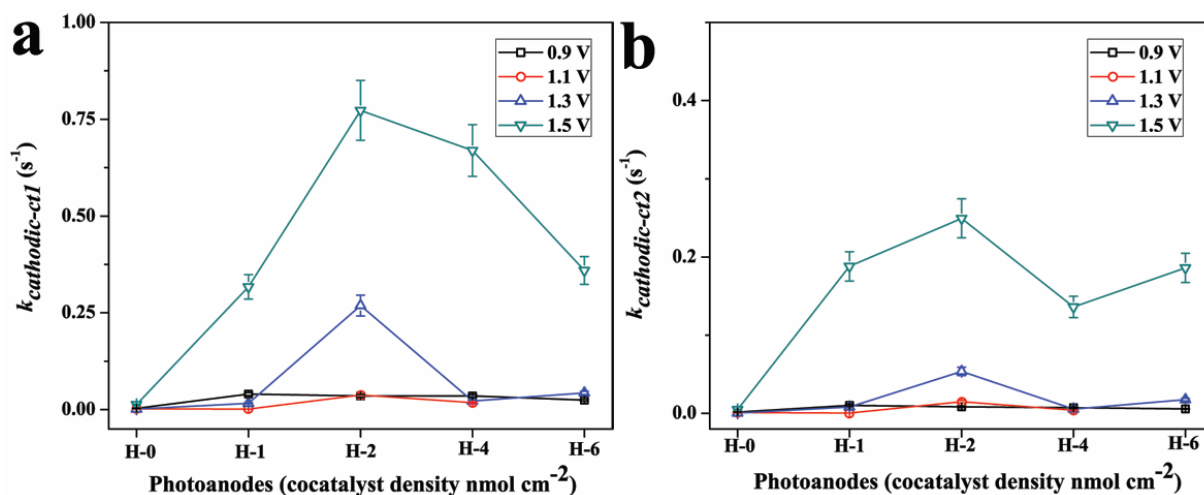 a
1.00
0.75
0.50
0.25
0.00
k_cathodic-ct1 (s⁻¹)
0.9 V
1.1 V
1.3 V
1.5 V
H-0 H-1 H-2 H-4 H-6
Photoanodes (cocatalyst density nmol cm⁻²)
b
0.4
0.2
0.0
k_cathodic-ct2 (s⁻¹)
0.9 V
1.1 V
1.3 V
1.5 V
H-0 H-1 H-2 H-4 H-6
Photoanodes (cocatalyst density nmol cm⁻²)